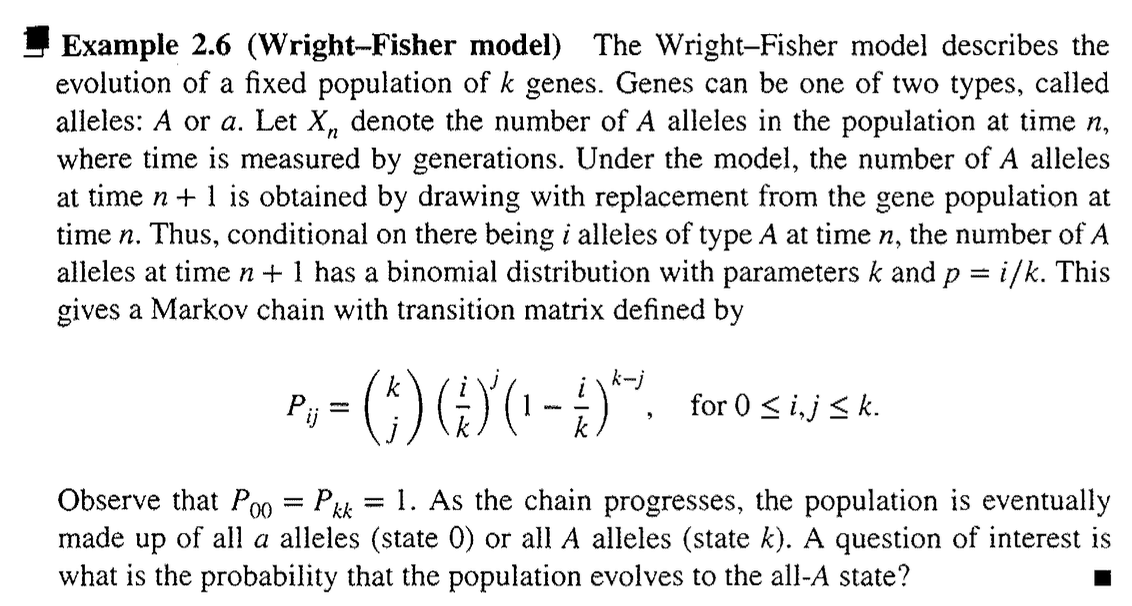 Example 2.6 (Wright–Fisher model) The Wright–Fisher model describes the
evolution of a fixed population of k genes. Genes can be one of two types, called
alleles: A or a. Let Xₙ denote the number of A alleles in the population at time n,
where time is measured by generations. Under the model, the number of A alleles
at time n + 1 is obtained by drawing with replacement from the gene population at
time n. Thus, conditional on there being i alleles of type A at time n, the number of A
alleles at time n + 1 has a binomial distribution with parameters k and p = i/k. This
gives a Markov chain with transition matrix defined by
P_{ij} = \binom{k}{j} \left(\frac{i}{k}\right)^j \left(1 - \frac{i}{k}\right)^{k-j}, for 0 ≤ i,j ≤ k.
Observe that P₀₀ = P_{kk} = 1. As the chain progresses, the population is eventually
made up of all a alleles (state 0) or all A alleles (state k). A question of interest is
what is the probability that the population evolves to the all-A state? ■